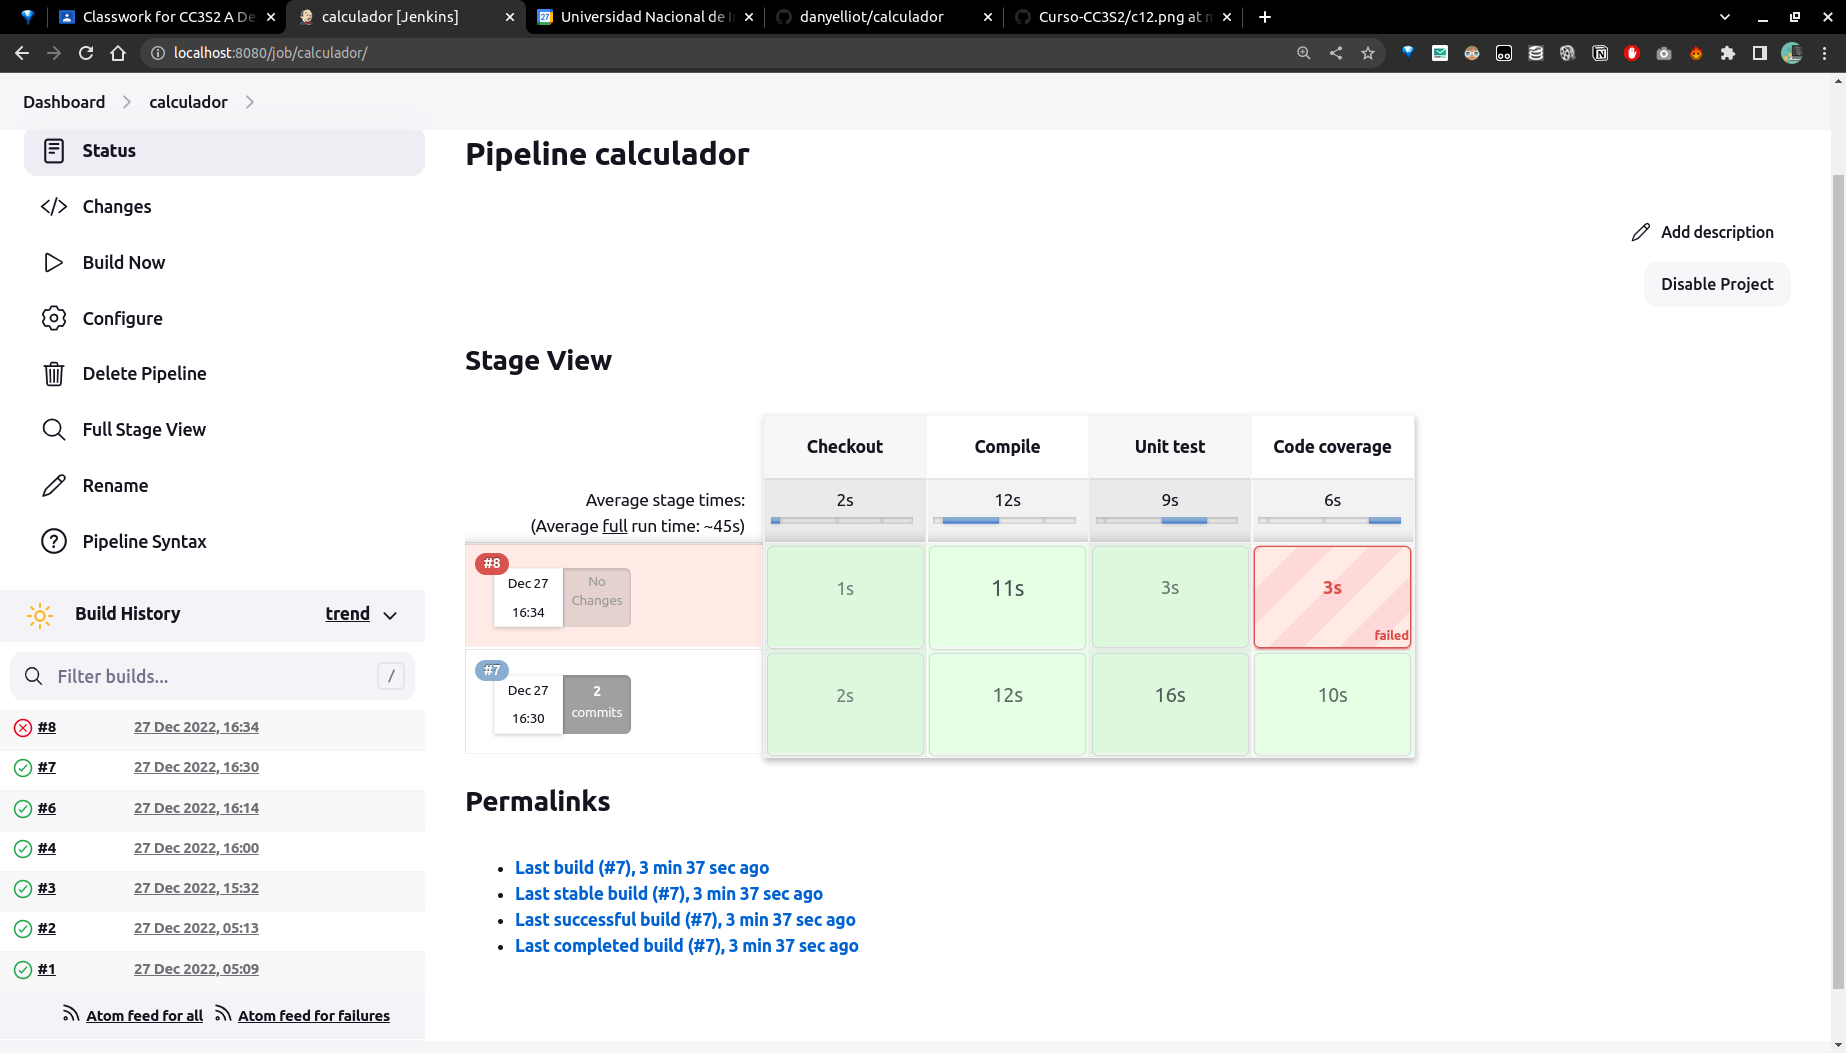 Classwork for CC3S2 A De
calculador [Jenkins]
Universidad Nacional de I
danyelliot/calculador
Curso-CC3S2/c12.png at m
localhost:8080/job/calculador/
Dashboard
calculador
Status
Changes
Build Now
Configure
Delete Pipeline
Full Stage View
Rename
Pipeline Syntax
Build History
trend
Filter builds...
/
#8 27 Dec 2022, 16:34
#7 27 Dec 2022, 16:30
#6 27 Dec 2022, 16:14
#4 27 Dec 2022, 16:00
#3 27 Dec 2022, 15:32
#2 27 Dec 2022, 05:13
#1 27 Dec 2022, 05:09
Atom feed for all
Atom feed for failures
Pipeline calculador
Add description
Disable Project
Stage View
Checkout Compile Unit test Code coverage
Average stage times: 2s 12s 9s 6s
(Average full run time: ~45s)
#8
Dec 27
16:34
No
Changes
1s 11s 3s 3s
failed
#7
Dec 27
16:30
2
commits
2s 12s 16s 10s
Permalinks
Last build (#7), 3 min 37 sec ago
Last stable build (#7), 3 min 37 sec ago
Last successful build (#7), 3 min 37 sec ago
Last completed build (#7), 3 min 37 sec ago